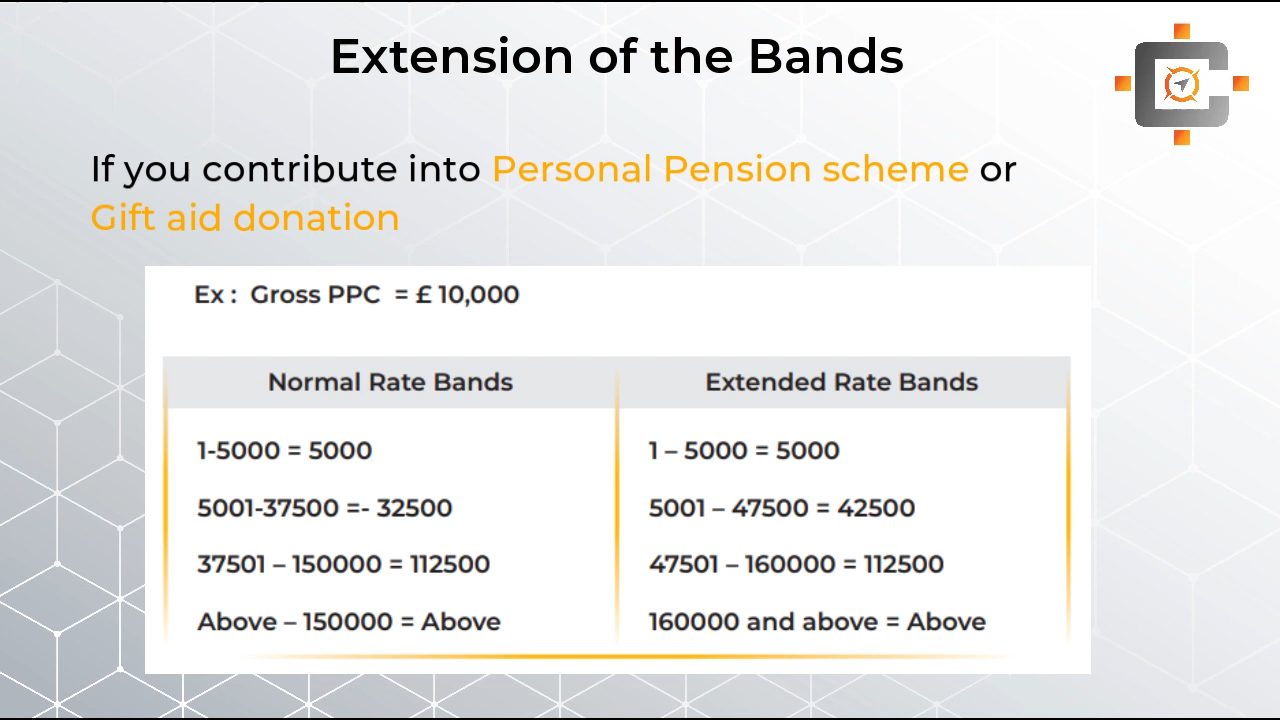 Extension of the Bands
If you contribute into Personal Pension scheme or
Gift aid donation
Ex : Gross PPC = £ 10,000
Normal Rate Bands
Extended Rate Bands
1-5000 = 5000
1 – 5000 = 5000
5001-37500 =- 32500
5001 – 47500 = 42500
37501 – 150000 = 112500
47501 – 160000 = 112500
Above – 150000 = Above
160000 and above = Above